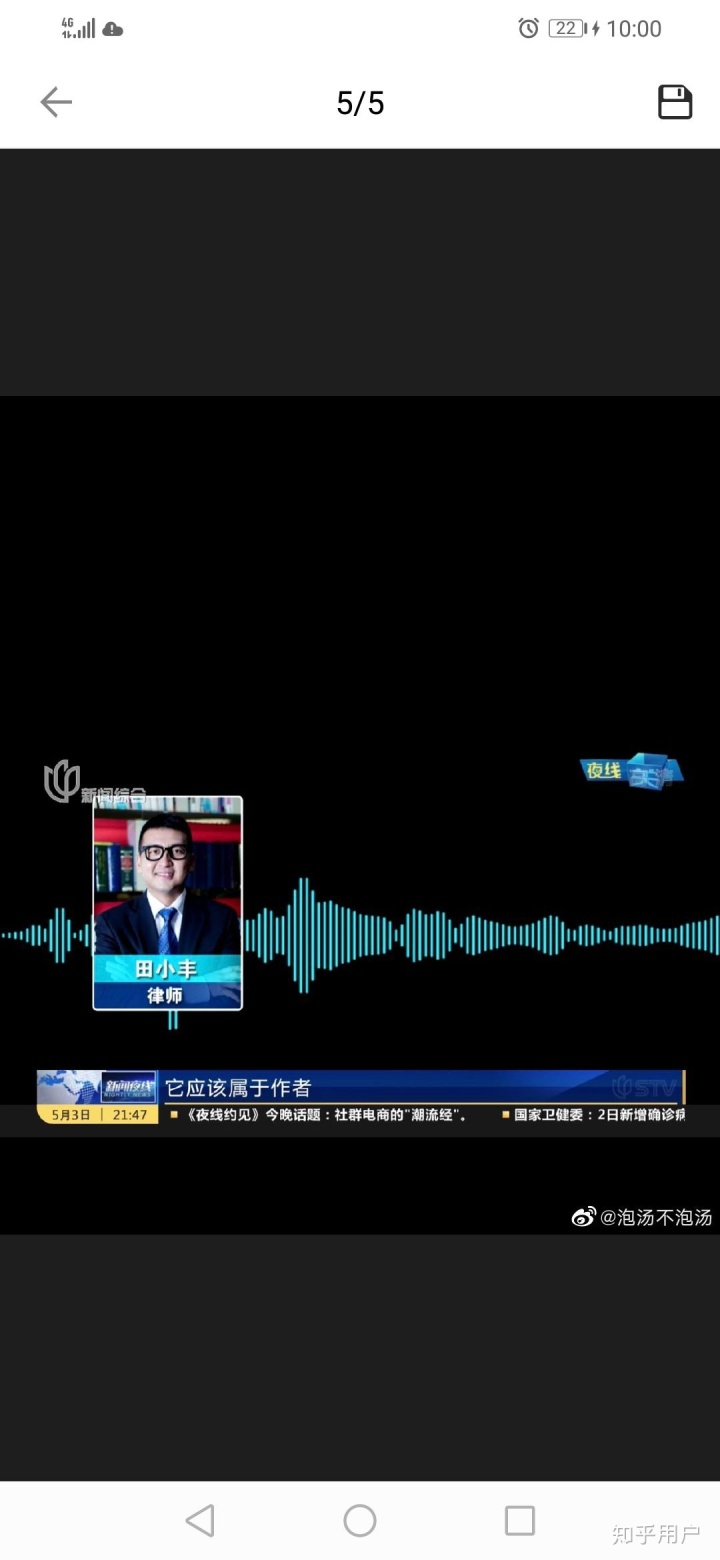 4G
22 10:00
5/5
夜线
新闻综合
田小丰
律师
新闻夜线
NIGHTLY NEWS
它应该属于作者
STV
5月3日 | 21:47
《夜线约见》今晚话题：社群电商的"潮流经"。 国家卫健委：2日新增确诊病
@泡汤不泡汤
知乎用户